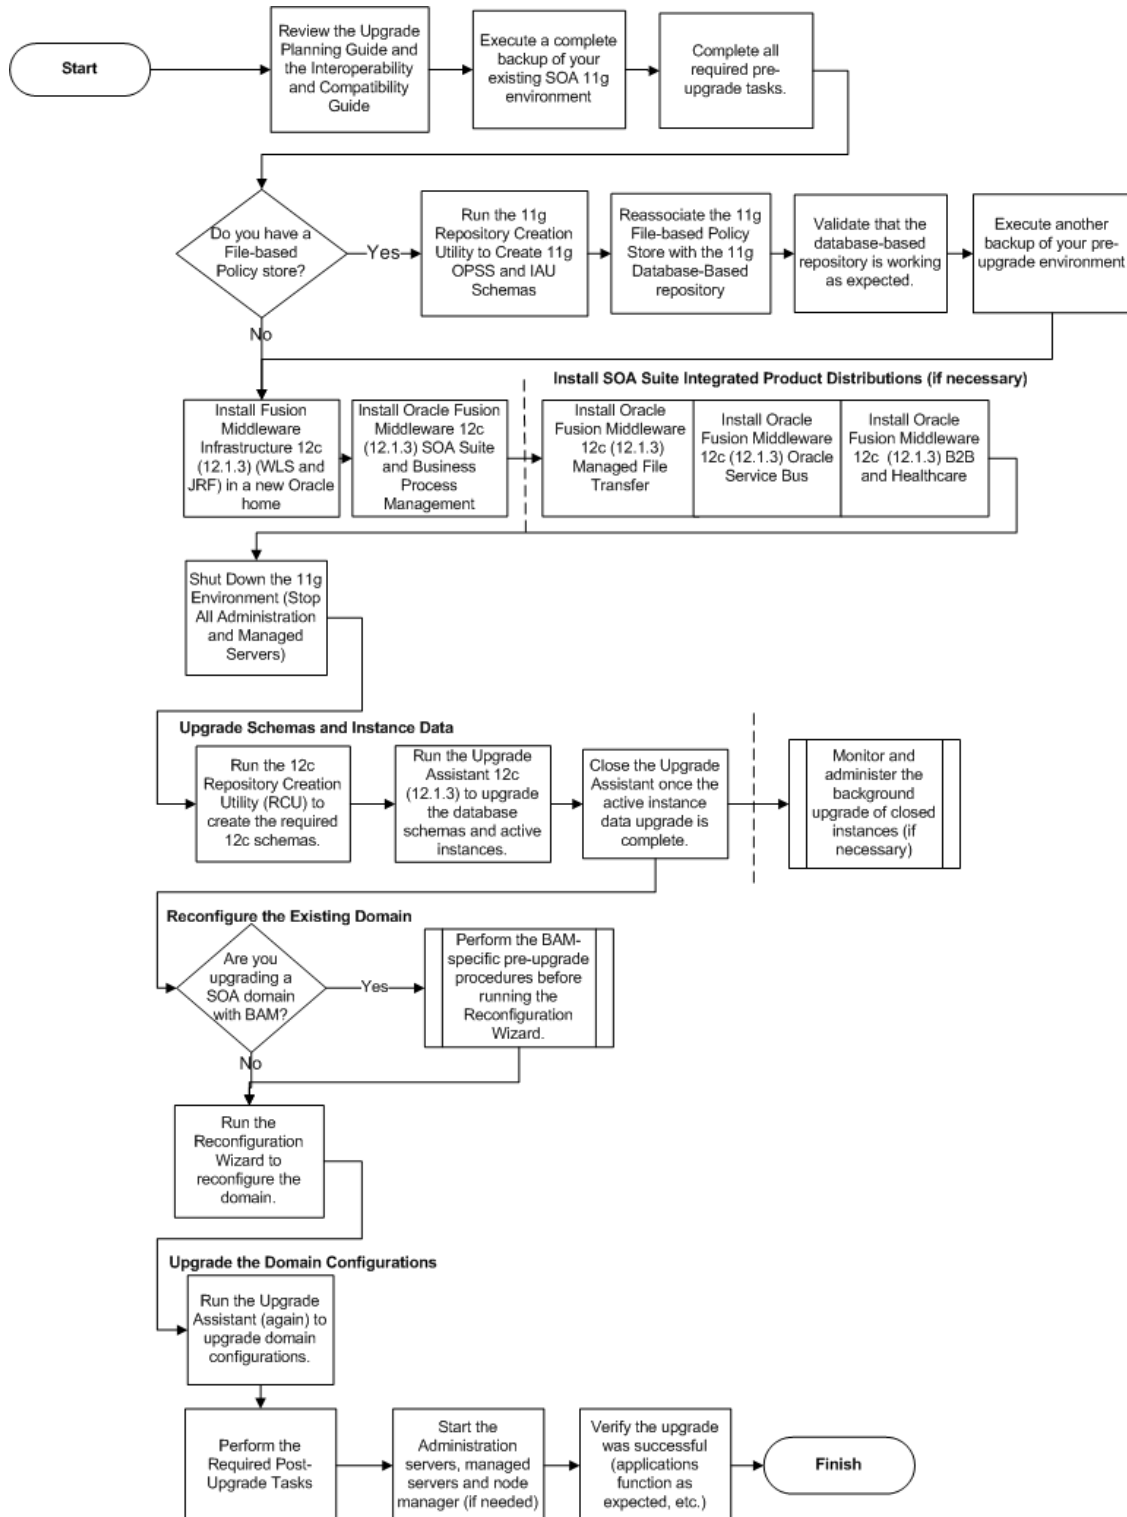 Start
Review the Upgrade
Planning Guide and
the Interoperability
and Compatibility
Guide
Execute a complete
backup of your
existing SOA 11g
environment
Complete all
required pre-
upgrade tasks.
Do you have a
File-based
Policy store?
Yes
No
Run the 11g
Repository Creation
Utility to Create 11g
OPSS and IAU
Schemas
Reassociate the 11g
File-based Policy
Store with the 11g
Database-Based
repository
Validate that the
database-based
repository is working
as expected.
Execute another
backup of your pre-
upgrade environment
Install SOA Suite Integrated Product Distributions (if necessary)
Install Fusion
Middleware
Infrastructure 12c
(12.1.3) (WLS and
JRF) in a new Oracle
home
Install Oracle Fusion
Middleware 12c
(12.1.3) SOA Suite
and Business
Process
Management
Install Oracle
Fusion Middleware
12c (12.1.3)
Managed File
Transfer
Install Oracle
Fusion Middleware
12c (12.1.3) Oracle
Service Bus
Install Oracle
Fusion Middleware
12c (12.1.3) B2B
and Healthcare
Shut Down the 11g
Environment (Stop
All Administration
and Managed
Servers)
Upgrade Schemas and Instance Data
Run the 12c
Repository Creation
Utility (RCU) to
create the required
12c schemas.
Run the Upgrade
Assistant 12c
(12.1.3) to upgrade
the database
schemas and active
instances.
Close the Upgrade
Assistant once the
active instance
data upgrade is
complete.
Monitor and
administer the
background
upgrade of closed
instances (if
necessary)
Reconfigure the Existing Domain
Are you
upgrading a
SOA domain
with BAM?
Yes
No
Perform the BAM-
specific pre-upgrade
procedures before
running the
Reconfiguration
Wizard.
Run the
Reconfiguration
Wizard to
reconfigure the
domain.
Upgrade the Domain Configurations
Run the Upgrade
Assistant (again) to
upgrade domain
configurations.
Perform the
Required Post-
Upgrade Tasks
Start the
Administration
servers, managed
servers and node
manager (if needed)
Verify the upgrade
was successful
(applications
function as
expected, etc.)
Finish